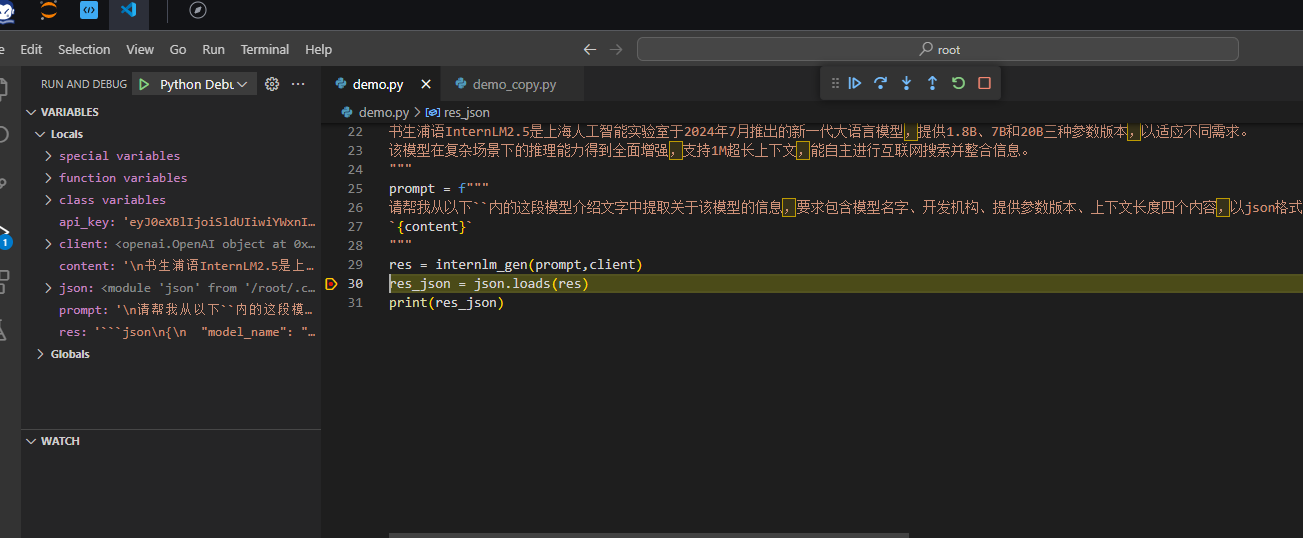 Edit Selection View Go Run Terminal Help
root
RUN AND DEBUG Python Debu
demo.py demo_copy.py
demo.py > res_json
VARIABLES
Locals
special variables
function variables
class variables
api_key: 'eyJ0eXBlIjoiSldUIiwiYWxnI...
client: <openai.OpenAI object at 0x...
content: '\n书生浦语InternLM2.5是上...
json: <module 'json' from '/root/.c...
prompt: '\n请帮我从以下``内的这段模...
res: '```json\n{\n  "model_name": "...
Globals
WATCH
1
22 书生浦语InternLM2.5是上海人工智能实验室于2024年7月推出的新一代大语言模型，提供1.8B、7B和20B三种参数版本，以适应不同需求。
23 该模型在复杂场景下的推理能力得到全面增强，支持1M超长上下文，能自主进行互联网搜索并整合信息。
24 """
25 prompt = f"""
26 请帮我从以下``内的这段模型介绍文字中提取关于该模型的信息，要求包含模型名字、开发机构、提供参数版本、上下文长度四个内容，以json格式
27 `{content}`
28 """
29 res = internlm_gen(prompt,client)
30 res_json = json.loads(res)
31 print(res_json)